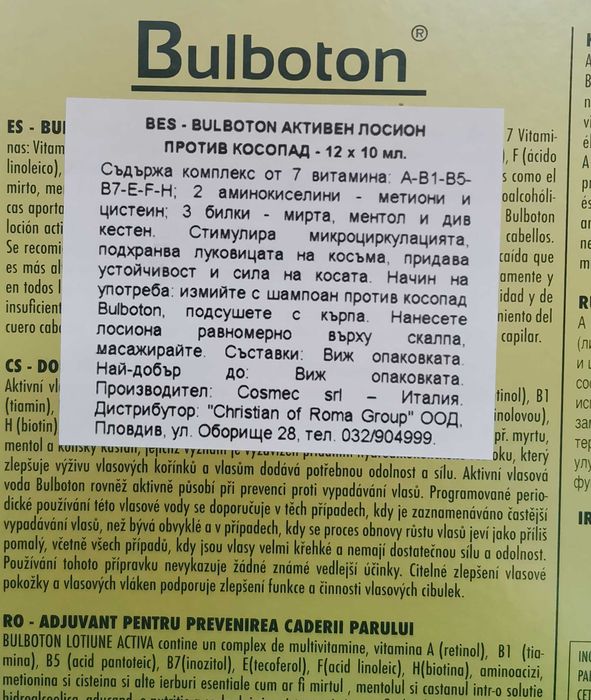 Bulboton®
ES - BUL
nas: Vitam
linoleico),
mirto, me
cas aporta
loción acti
Se recomi
es más al
en todos l
insuficient
cuero cab
7 Vitami-
, F (ácido
s como el
oalcohóli-
Bulboton
cabellos.
caída que
amente y
idad y de
miento del
capilar.
BES - BULBOTON АКТИВЕН ЛОСИОН
ПРОТИВ КОСОПАД - 12 x 10 мл.
Съдържа комплекс от 7 витамина: A-B1-B5-
B7-E-F-H; 2 аминокиселини - метиони и
цистеин; 3 билки - мирта, ментол и див
кестен. Стимулира микроциркулацията,
подхранва луковицата на косъма, придава
устойчивост и сила на косата. Начин на
употреба: измийте с шампоан против косопад
Bulboton, подсушете с кърпа. Нанесете
лосиона равномерно върху скалпа,
масажирайте. Съставки: Виж опаковката.
Най-добър до: Виж опаковката.
Производител: Cosmec srl – Италия.
Дистрибутор: "Christian of Roma Group" ООД,
Пловдив, ул. Оборище 28, тел. 032/904999.
CS - DO
Aktivní vl
(tiamin),
H (biotin)
tinol), B1
inolovou),
př. myrtu,
mentol a koňský kaštan, jejichž
oku, který
zlepšuje výživu vlasových kořínků a vlasům dodává potřebnou odolnost a sílu. Aktivní vlasová
voda Bulboton rovněž aktivně působí při prevenci proti vypadávání vlasů. Programované perio-
dické používání této vlasové vody se doporučuje v těch případech, kdy je zaznamenáváno častější
vypadávání vlasů, než bývá obvyklé a v případech, kdy se proces obnovy růstu vlasů jeví jako příliš
pomalý, včetně všech případů, kdy jsou vlasy velmi křehké a nemají dostatečnou sílu a odolnost.
Používání tohoto přípravku nevykazuje žádné známé vedlejší účinky. Citelné zlepšení vlasové
pokožky a vlasových vláken podporuje zlepšení funkce a činnosti vlasových cibulek.
RO - ADJUVANT PENTRU PREVENIREA CADERII PARULUI
BULBOTON LOTIUNE ACTIVA contine un complex de multivitamine, vitamina A (retinol), B1 (tia-
mina), B5 (acid pantoteic), B7(inozitol), E(tecoferol), F(acid linoleic), H(biotina), aminoacizi,
metionina si cisteina si alte ierburi esentiale cum ar fi mirtul , mentolul si castanul intr-o solutie